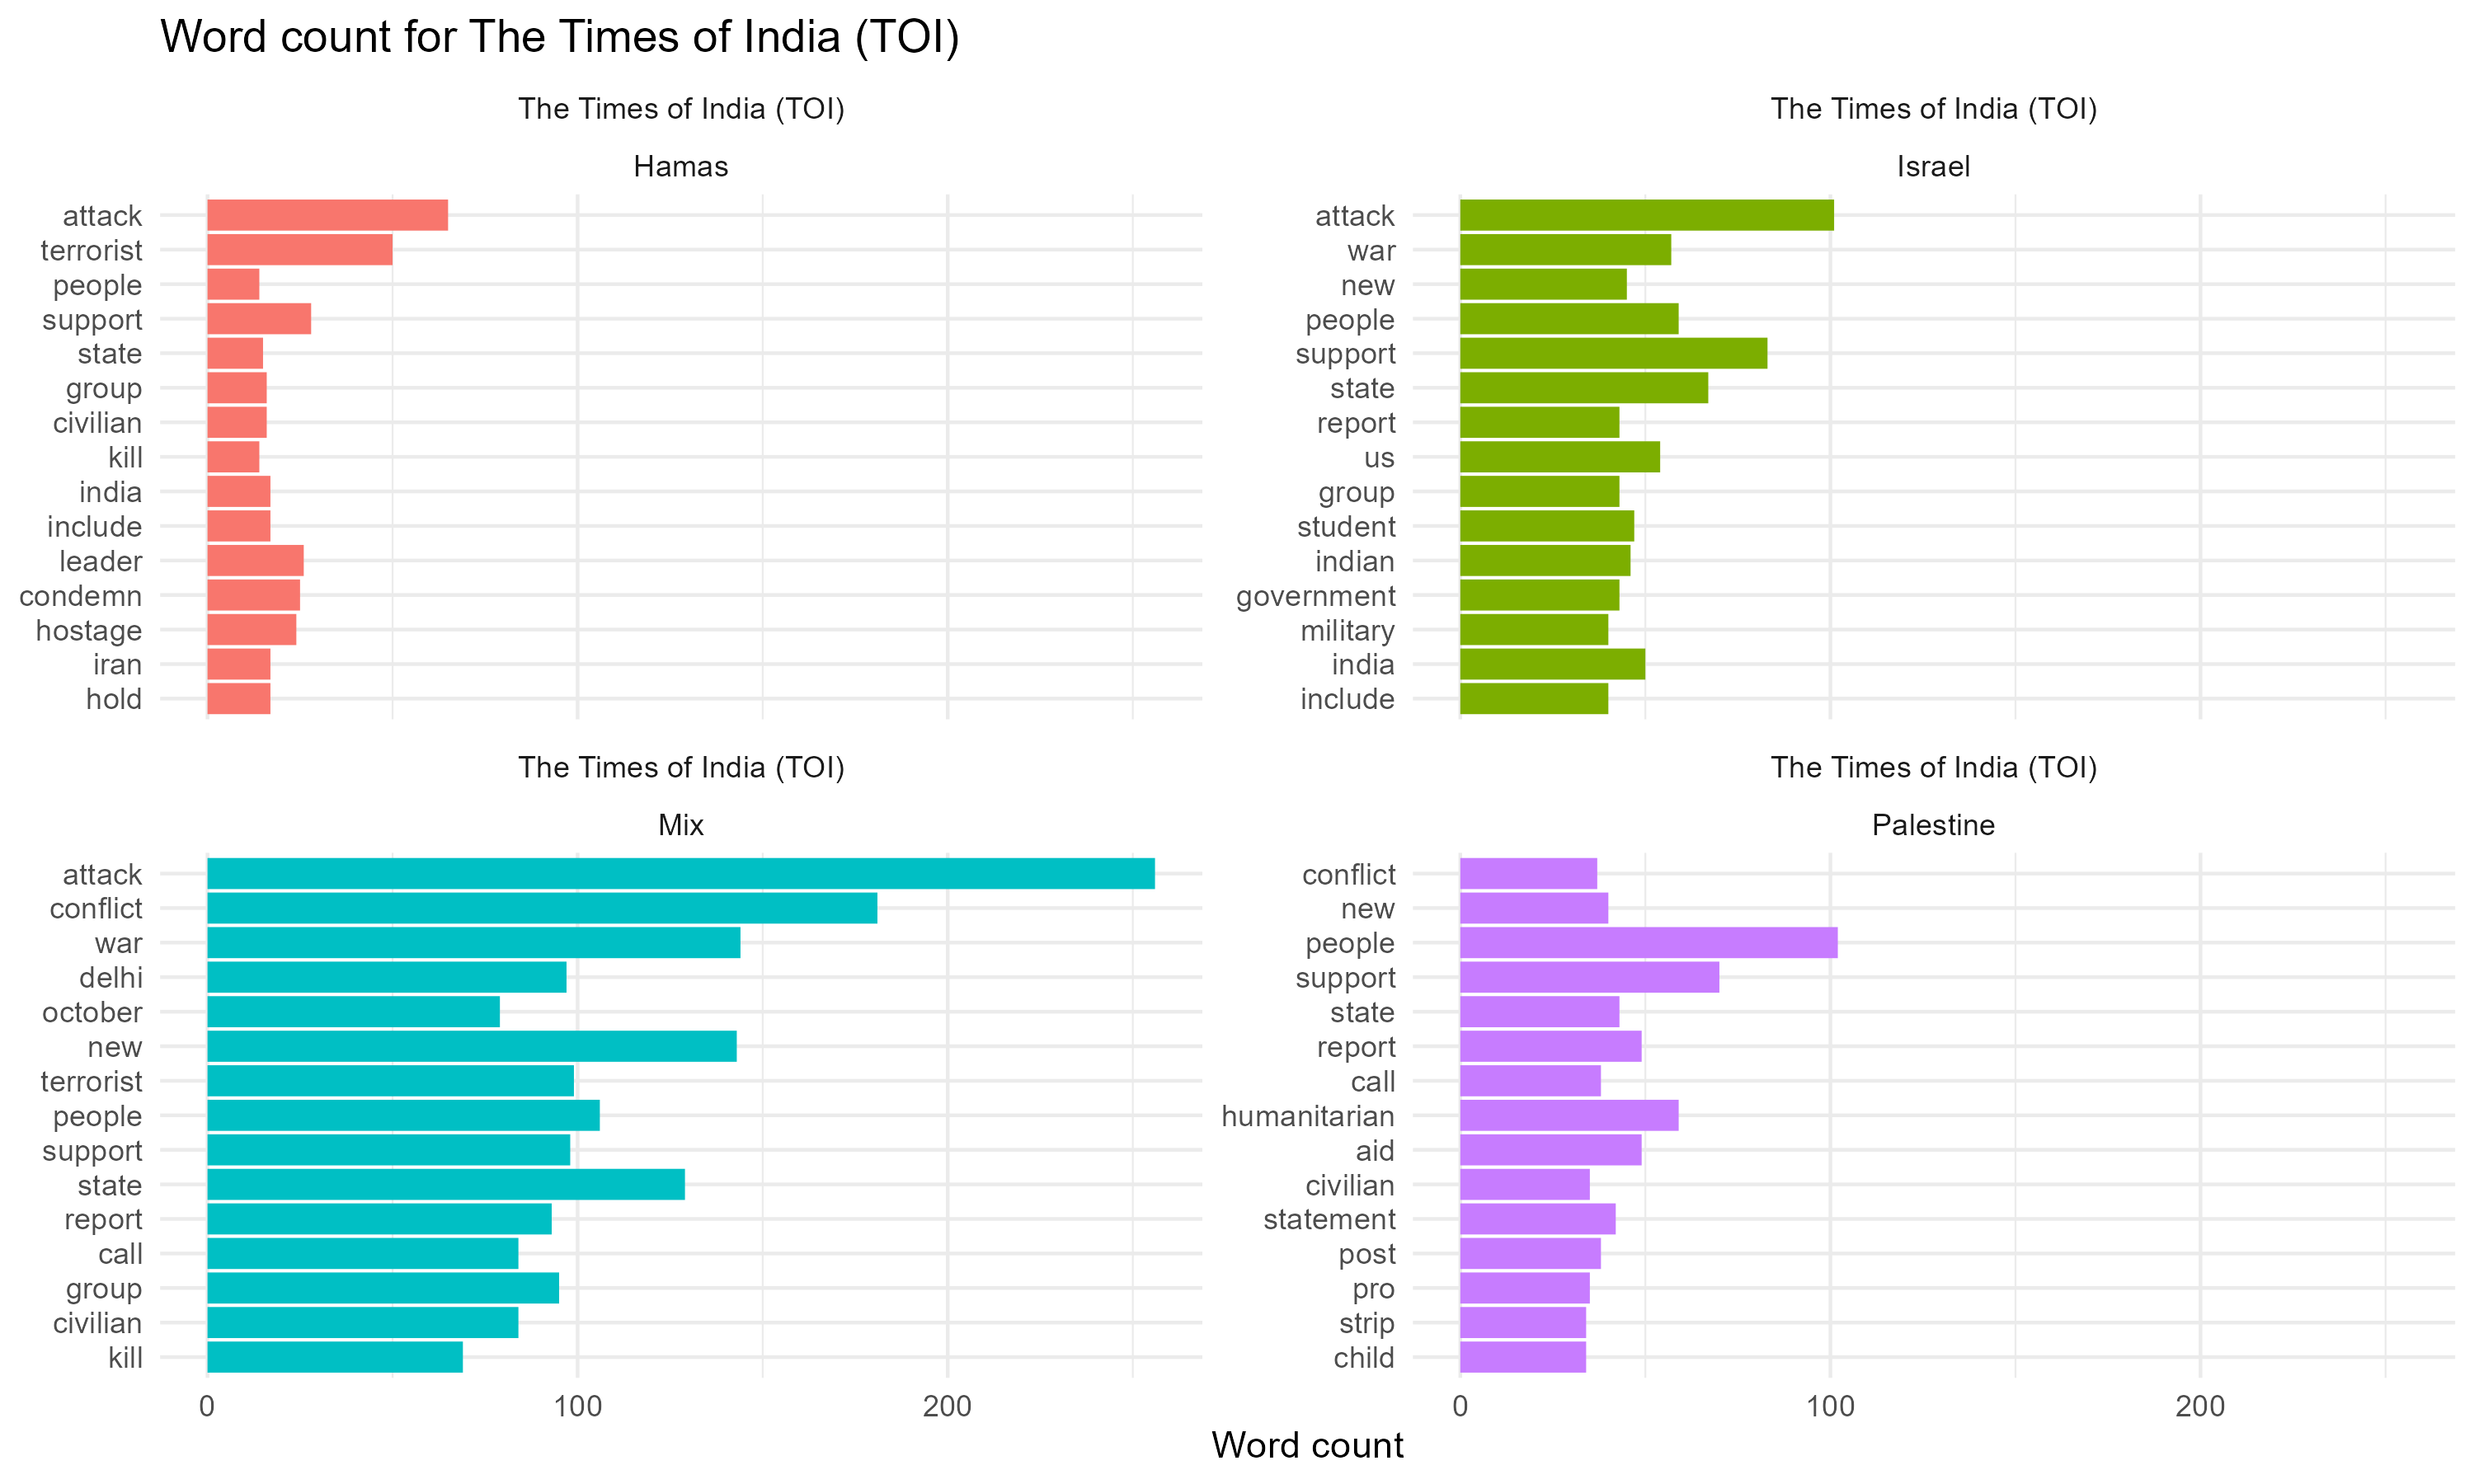 Word count for The Times of India (TOI)
The Times of India (TOI)
Hamas
attack
terrorist
people
support
state
group
civilian
kill
india
include
leader
condemn
hostage
iran
hold
The Times of India (TOI)
Israel
attack
war
new
people
support
state
report
us
group
student
indian
government
military
india
include
The Times of India (TOI)
Mix
attack
conflict
war
delhi
october
new
terrorist
people
support
state
report
call
group
civilian
kill
0 100 200
The Times of India (TOI)
Palestine
conflict
new
people
support
state
report
call
humanitarian
aid
civilian
statement
post
pro
strip
child
0 100 200
Word count